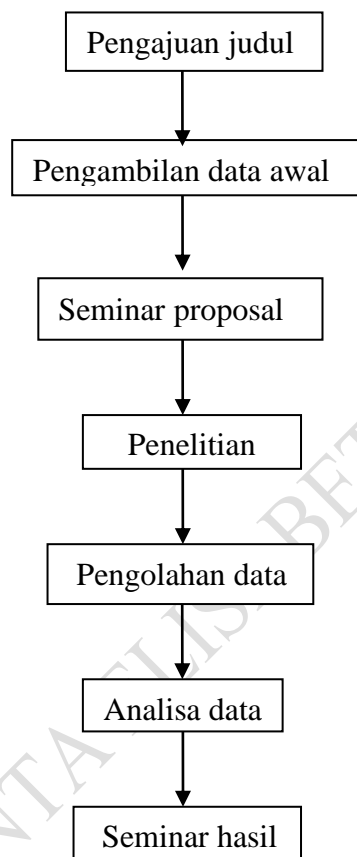 Pengajuan judul
Pengambilan data awal
Seminar proposal
Penelitian
Pengolahan data
Analisa data
Seminar hasil